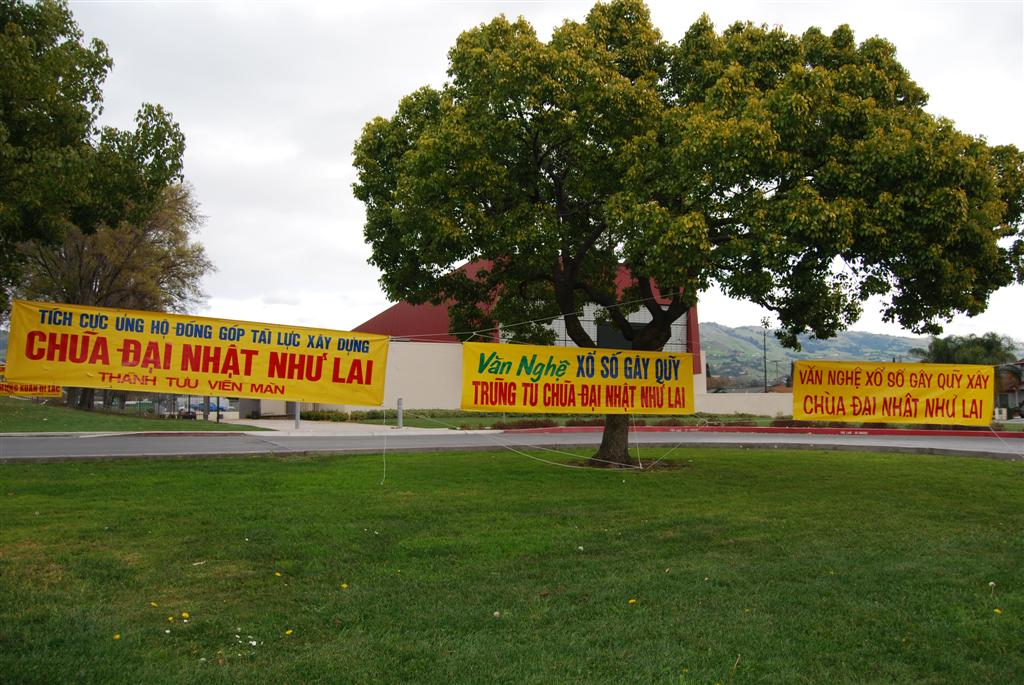 TÍCH CỰC ỦNG HỘ ĐÓNG GÓP TÀI LỰC XÂY DỰNG
CHÙA ĐẠI NHẬT NHƯ LAI
THÀNH TỰU VIÊN MÃN
Văn Nghệ XỔ SỐ GÂY QUỸ
TRÙNG TU CHÙA ĐẠI NHẬT NHƯ LAI
VĂN NGHỆ XỔ SỐ GÂY QUỸ XÂY
CHÙA ĐẠI NHẬT NHƯ LAI